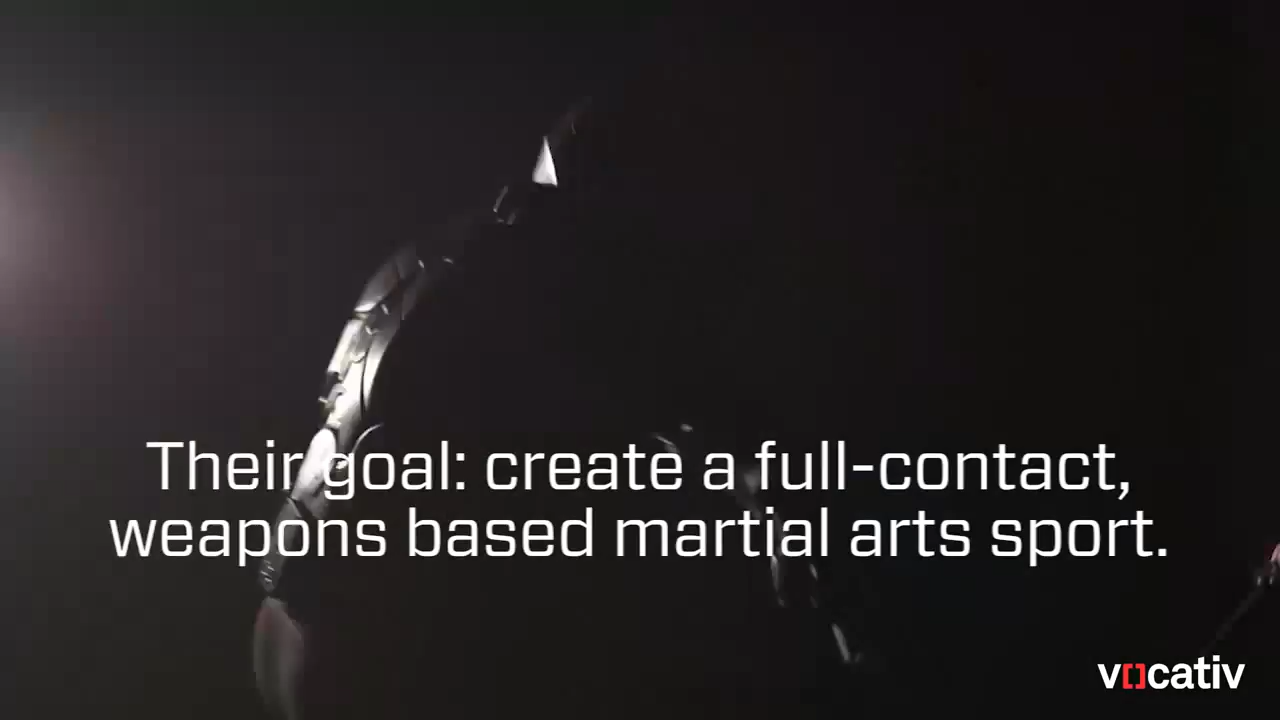 Their goal: create a full-contact,
weapons based martial arts sport.
vocativ